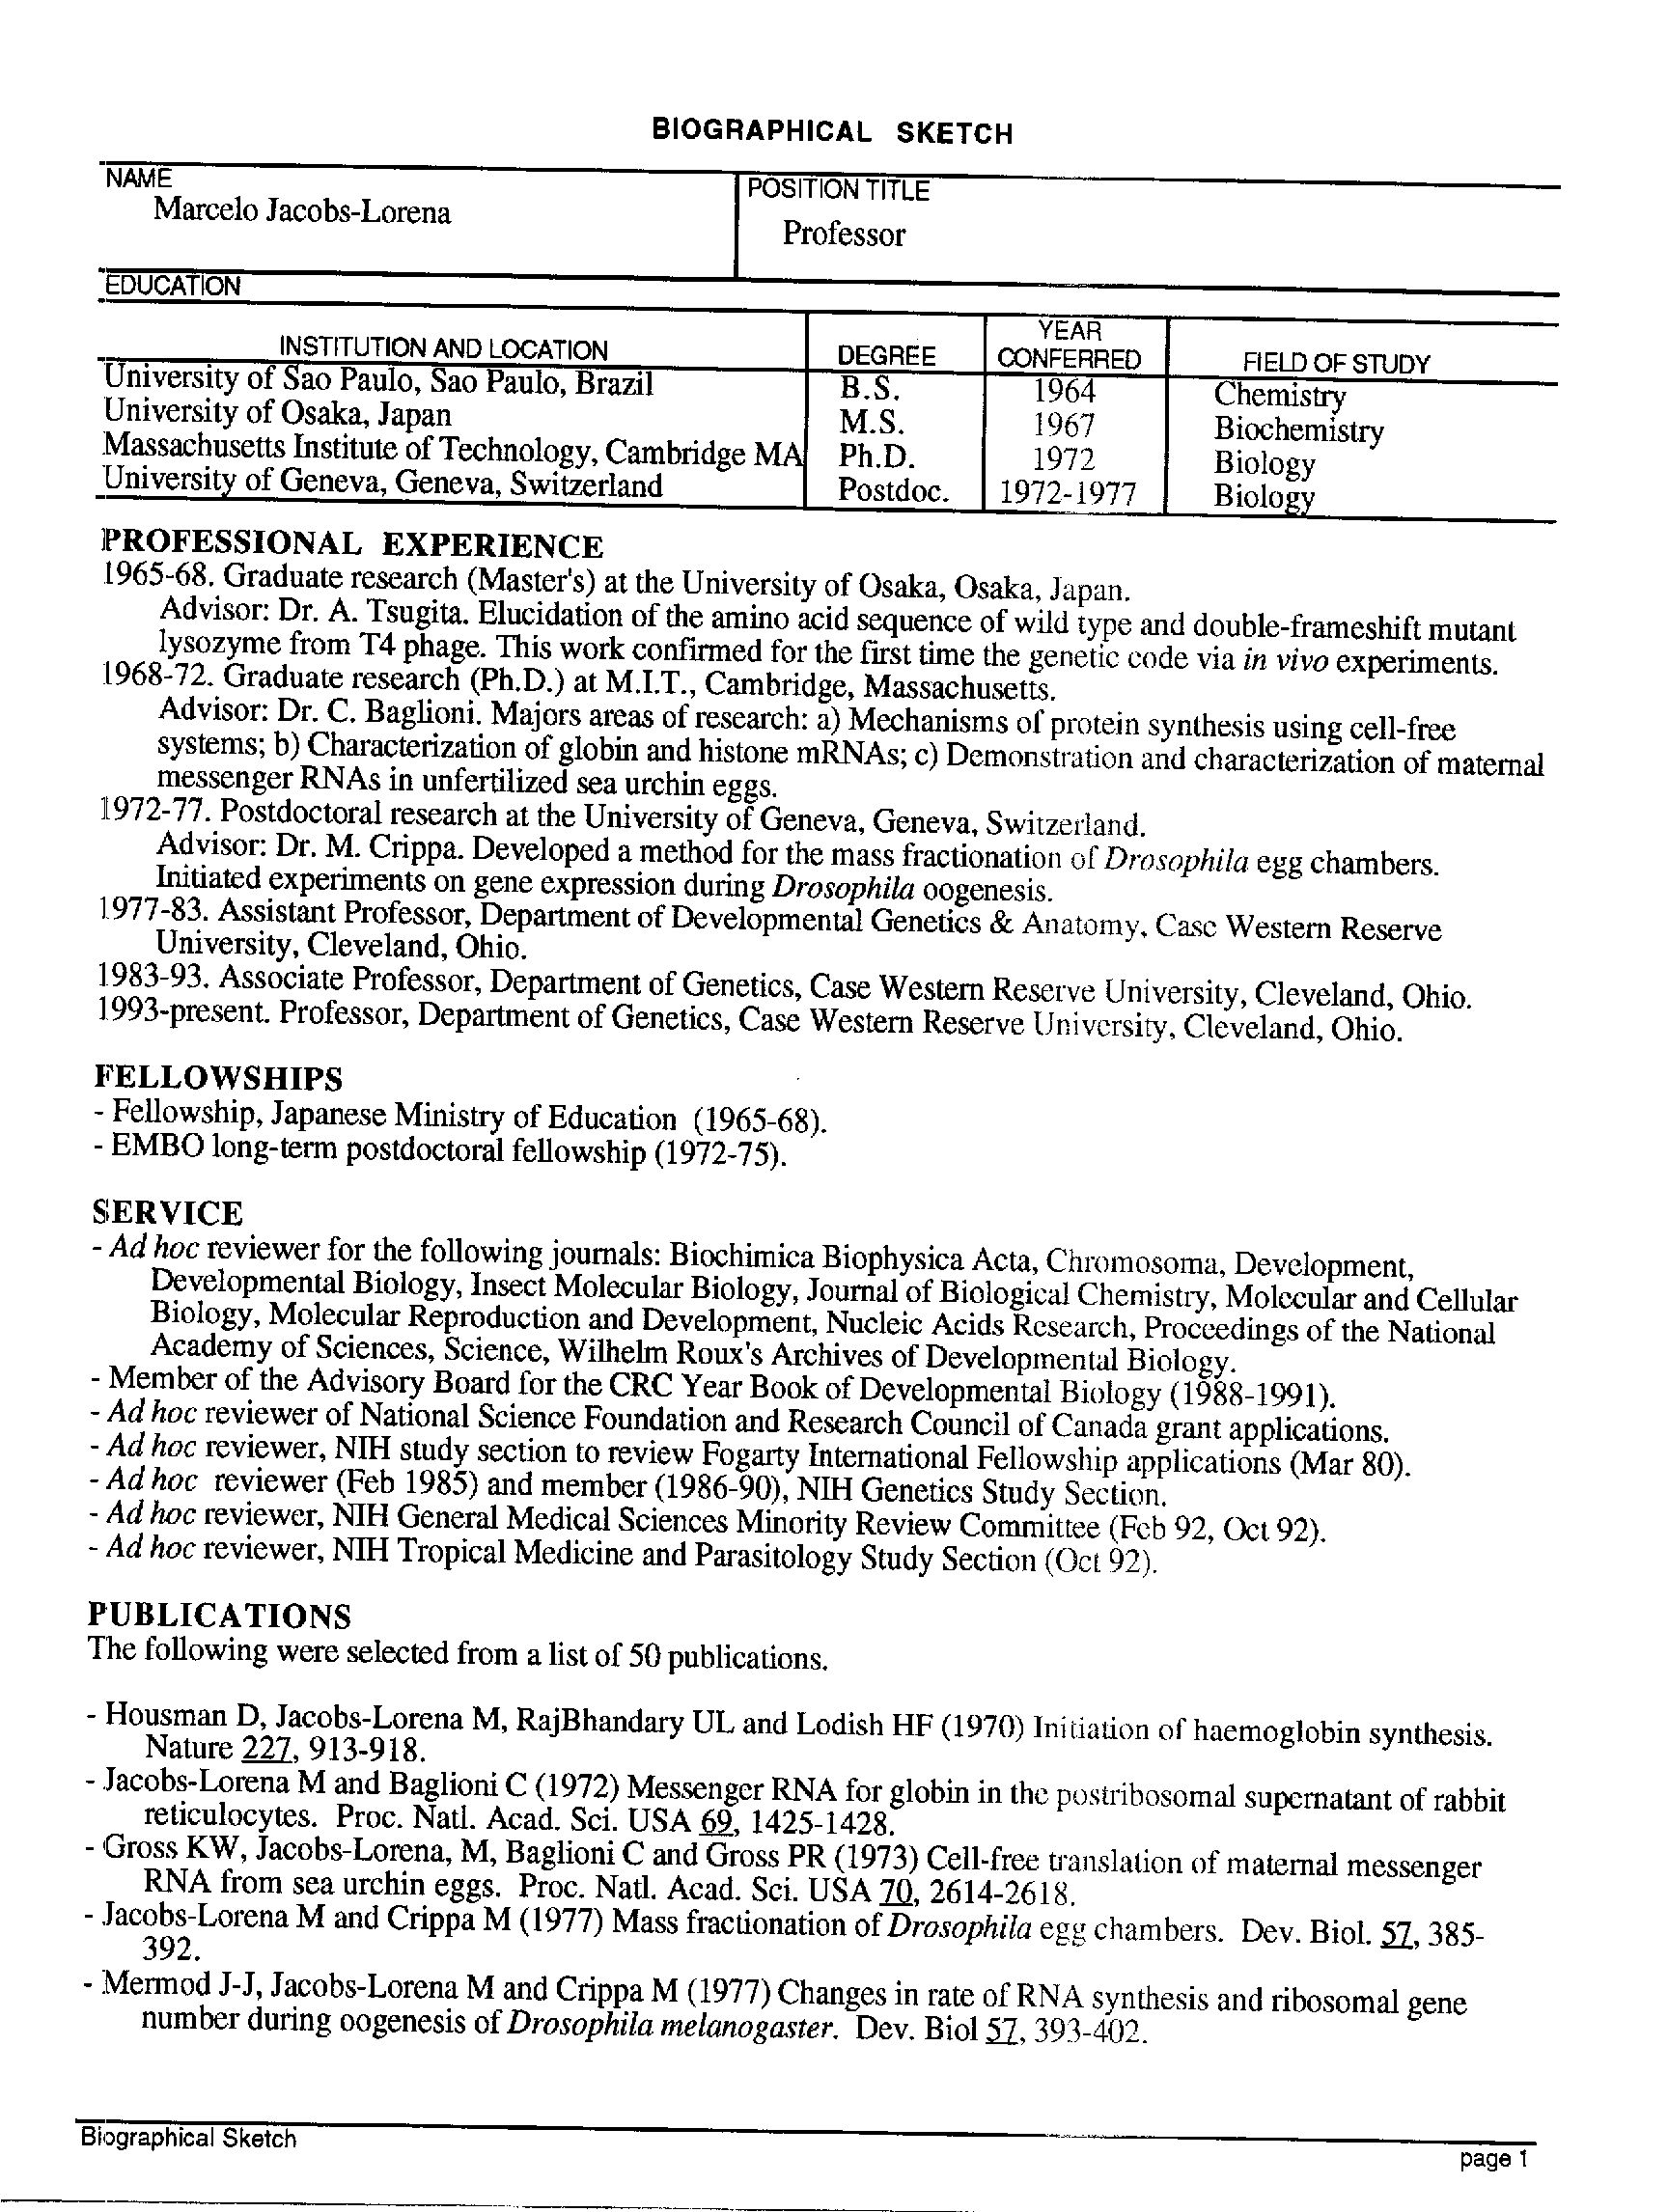 BIOGRAPHICAL SKETCH
NAME
Marcelo Jacobs-Lorena
POSITION TITLE
Professor
EDUCATION
INSTITUTION AND LOCATION DEGREE YEAR CONFERRED FIELD OF STUDY
University of Sao Paulo, Sao Paulo, Brazil B.S. 1964 Chemistry
University of Osaka, Japan M.S. 1967 Biochemistry
Massachusetts Institute of Technology, Cambridge MA Ph.D. 1972 Biology
University of Geneva, Geneva, Switzerland Postdoc. 1972-1977 Biology
PROFESSIONAL EXPERIENCE
1965-68. Graduate research (Master's) at the University of Osaka, Osaka, Japan.
Advisor: Dr. A. Tsugita. Elucidation of the amino acid sequence of wild type and double-frameshift mutant
lysozyme from T4 phage. This work confirmed for the first time the genetic code via in vivo experiments.
1968-72. Graduate research (Ph.D.) at M.I.T., Cambridge, Massachusetts.
Advisor: Dr. C. Baglioni. Majors areas of research: a) Mechanisms of protein synthesis using cell-free
systems; b) Characterization of globin and histone mRNAs; c) Demonstration and characterization of maternal
messenger RNAs in unfertilized sea urchin eggs.
1972-77. Postdoctoral research at the University of Geneva, Geneva, Switzerland.
Advisor: Dr. M. Crippa. Developed a method for the mass fractionation of Drosophila egg chambers.
Initiated experiments on gene expression during Drosophila oogenesis.
1977-83. Assistant Professor, Department of Developmental Genetics & Anatomy, Case Western Reserve
University, Cleveland, Ohio.
1983-93. Associate Professor, Department of Genetics, Case Western Reserve University, Cleveland, Ohio.
1993-present. Professor, Department of Genetics, Case Western Reserve University, Cleveland, Ohio.
FELLOWSHIPS
- Fellowship, Japanese Ministry of Education (1965-68).
- EMBO long-term postdoctoral fellowship (1972-75).
SERVICE
- Ad hoc reviewer for the following journals: Biochimica Biophysica Acta, Chromosoma, Development,
Developmental Biology, Insect Molecular Biology, Journal of Biological Chemistry, Molecular and Cellular
Biology, Molecular Reproduction and Development, Nucleic Acids Research, Proceedings of the National
Academy of Sciences, Science, Wilhelm Roux's Archives of Developmental Biology.
- Member of the Advisory Board for the CRC Year Book of Developmental Biology (1988-1991).
- Ad hoc reviewer of National Science Foundation and Research Council of Canada grant applications.
- Ad hoc reviewer, NIH study section to review Fogarty International Fellowship applications (Mar 80).
- Ad hoc reviewer (Feb 1985) and member (1986-90), NIH Genetics Study Section.
- Ad hoc reviewer, NIH General Medical Sciences Minority Review Committee (Feb 92, Oct 92).
- Ad hoc reviewer, NIH Tropical Medicine and Parasitology Study Section (Oct 92).
PUBLICATIONS
The following were selected from a list of 50 publications.
- Housman D, Jacobs-Lorena M, RajBhandary UL and Lodish HF (1970) Initiation of haemoglobin synthesis.
Nature 227, 913-918.
- Jacobs-Lorena M and Baglioni C (1972) Messenger RNA for globin in the postribosomal supernatant of rabbit
reticulocytes. Proc. Natl. Acad. Sci. USA 69, 1425-1428.
- Gross KW, Jacobs-Lorena, M, Baglioni C and Gross PR (1973) Cell-free translation of maternal messenger
RNA from sea urchin eggs. Proc. Natl. Acad. Sci. USA 70, 2614-2618.
- Jacobs-Lorena M and Crippa M (1977) Mass fractionation of Drosophila egg chambers. Dev. Biol. 57, 385-
392.
- Mermod J-J, Jacobs-Lorena M and Crippa M (1977) Changes in rate of RNA synthesis and ribosomal gene
number during oogenesis of Drosophila melanogaster. Dev. Biol 57, 393-402.
Biographical Sketch
page 1